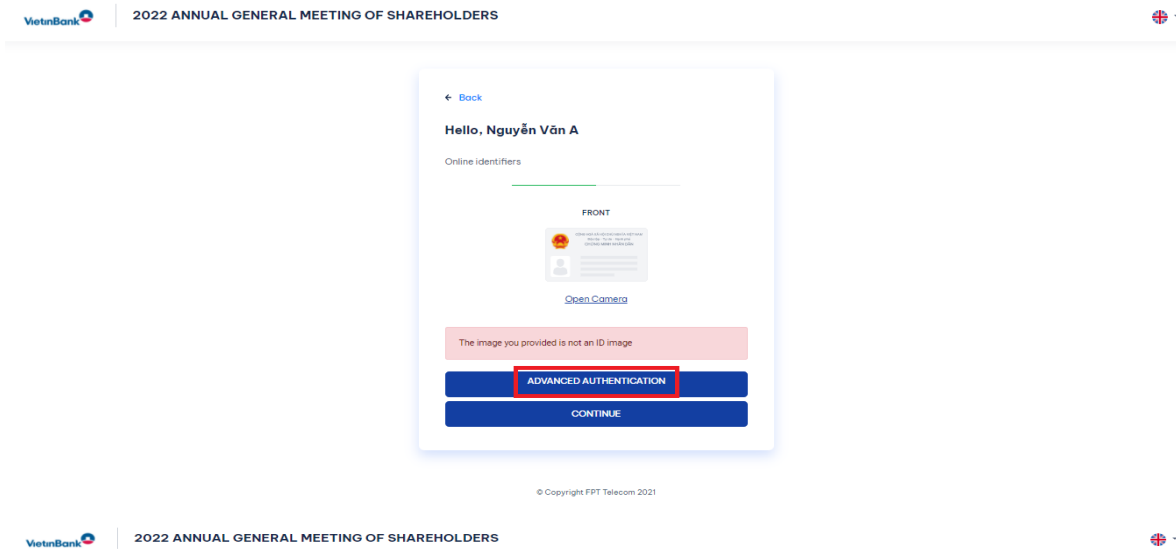 VietinBank
2022 ANNUAL GENERAL MEETING OF SHAREHOLDERS
← Back
Hello, Nguyễn Văn A
Online identifiers
FRONT
Open Camera
The image you provided is not an ID image
ADVANCED AUTHENTICATION
CONTINUE
© Copyright FPT Telecom 2021
VietinBank
2022 ANNUAL GENERAL MEETING OF SHAREHOLDERS